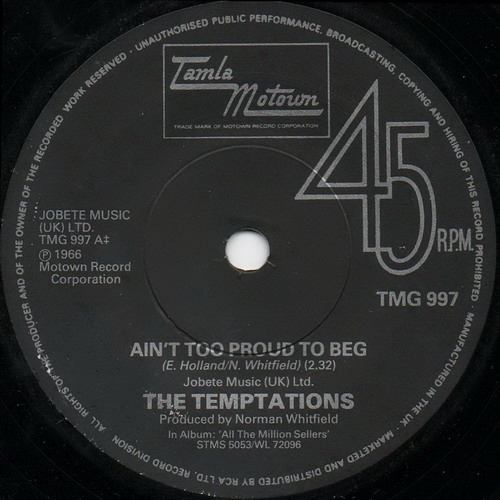 ALL RIGHTS OF THE PRODUCER AND OF THE OWNER OF THE RECORDED WORK RESERVED - UNAUTHORISED PUBLIC PERFORMANCE, BROADCASTING, COPYING AND HIRING OF THIS RECORD PROHIBITED - MANUFACTURED IN THE U.K. MARKETED AND DISTRIBUTED BY RCA LTD. RECORD DIVISION
Tamla
Motown
TRADE MARK OF MOTOWN RECORD CORPORATION
45
R.P.M.
JOBETE MUSIC
(UK) LTD.
TMG 997 A‡
℗ 1966
Motown Record
Corporation
TMG 997
AIN'T TOO PROUD TO BEG
(E. Holland/N. Whitfield) (2.32)
Jobete Music (UK) Ltd.
THE TEMPTATIONS
Produced by Norman Whitfield
In Album: 'All The Million Sellers'
STMS 5053/WL 72096